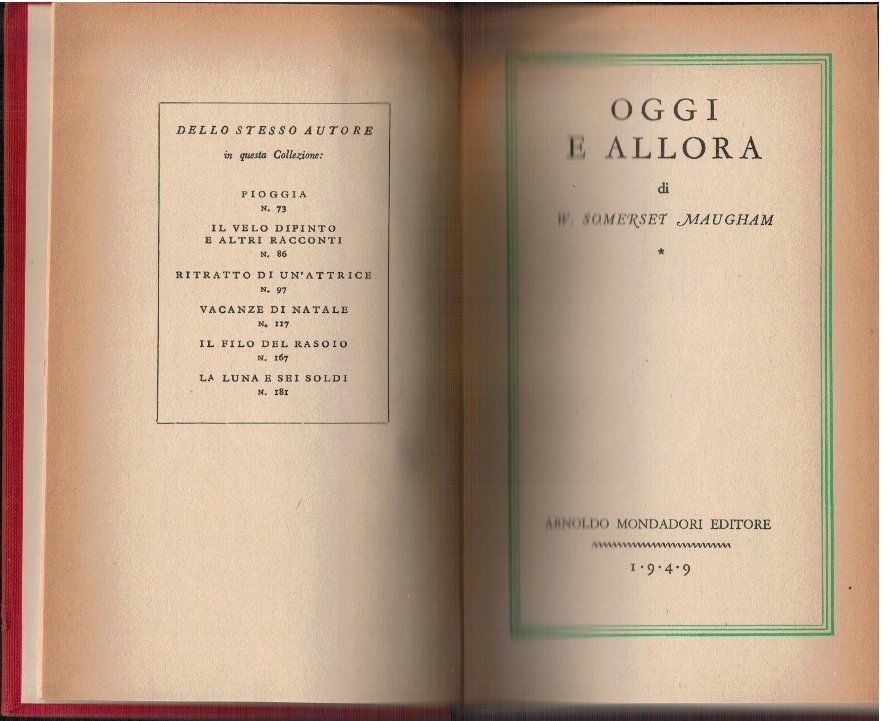 DELLO STESSO AUTORE
in questa Collezione:
PIOGGIA
N. 73
IL VELO DIPINTO
E ALTRI RACCONTI
N. 86
RITRATTO DI UN'ATTRICE
N. 97
VACANZE DI NATALE
N. 117
IL FILO DEL RASOIO
N. 167
LA LUNA E SEI SOLDI
N. 181
OGGI
E ALLORA
di
W. SOMERSET MAUGHAM
*
ARNOLDO MONDADORI EDITORE
1·9·4·9